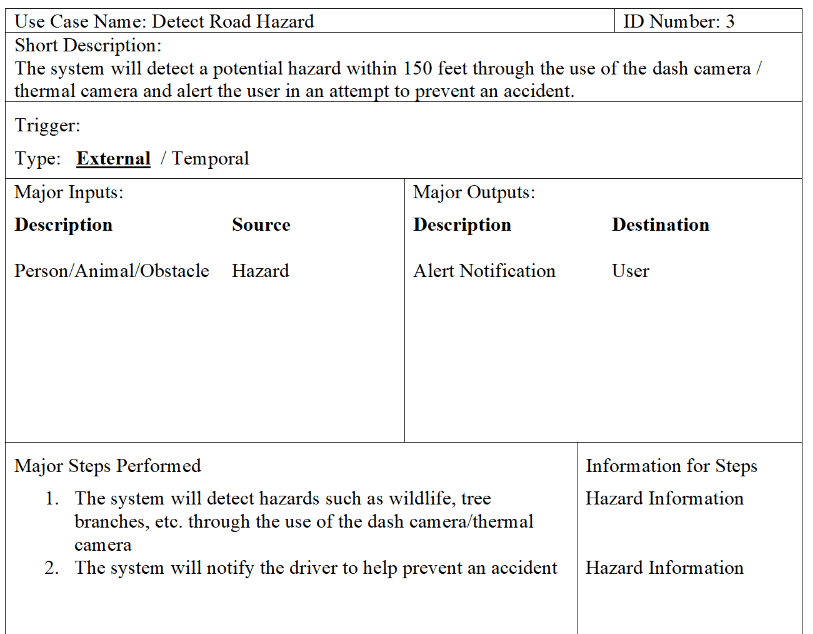 Use Case Name: Detect Road Hazard ID Number: 3
Short Description:
The system will detect a potential hazard within 150 feet through the use of the dash camera /
thermal camera and alert the user in an attempt to prevent an accident.
Trigger:
Type: External / Temporal
Major Inputs: Major Outputs:
Description Source Description Destination
Person/Animal/Obstacle Hazard Alert Notification User
Major Steps Performed Information for Steps
1. The system will detect hazards such as wildlife, tree Hazard Information
branches, etc. through the use of the dash camera/thermal
camera
2. The system will notify the driver to help prevent an accident Hazard Information